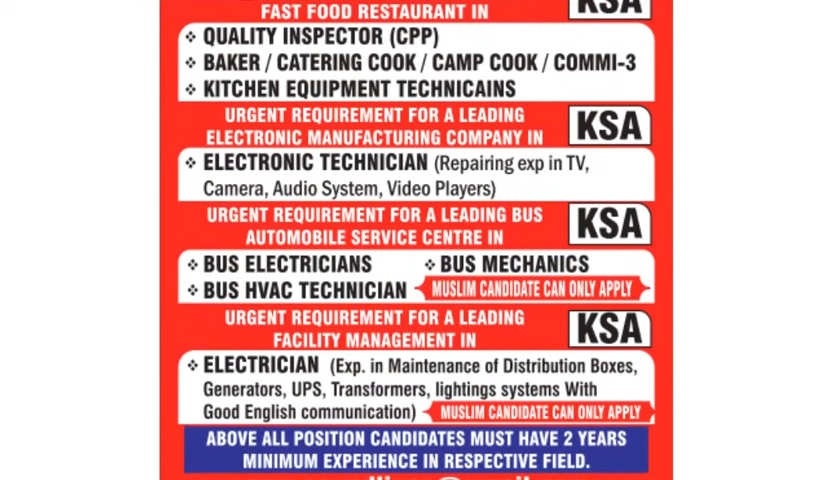 FAST FOOD RESTAURANT IN
KSA
❖ QUALITY INSPECTOR (CPP)
❖ BAKER / CATERING COOK / CAMP COOK / COMMI-3
❖ KITCHEN EQUIPMENT TECHNICAINS
URGENT REQUIREMENT FOR A LEADING
ELECTRONIC MANUFACTURING COMPANY IN
KSA
❖ ELECTRONIC TECHNICIAN (Repairing exp in TV,
Camera, Audio System, Video Players)
URGENT REQUIREMENT FOR A LEADING BUS
AUTOMOBILE SERVICE CENTRE IN
KSA
❖ BUS ELECTRICIANS ❖ BUS MECHANICS
❖ BUS HVAC TECHNICIAN MUSLIM CANDIDATE CAN ONLY APPLY
URGENT REQUIREMENT FOR A LEADING
FACILITY MANAGEMENT IN
KSA
❖ ELECTRICIAN (Exp. in Maintenance of Distribution Boxes,
Generators, UPS, Transformers, lightings systems With
Good English communication) MUSLIM CANDIDATE CAN ONLY APPLY
ABOVE ALL POSITION CANDIDATES MUST HAVE 2 YEARS
MINIMUM EXPERIENCE IN RESPECTIVE FIELD.